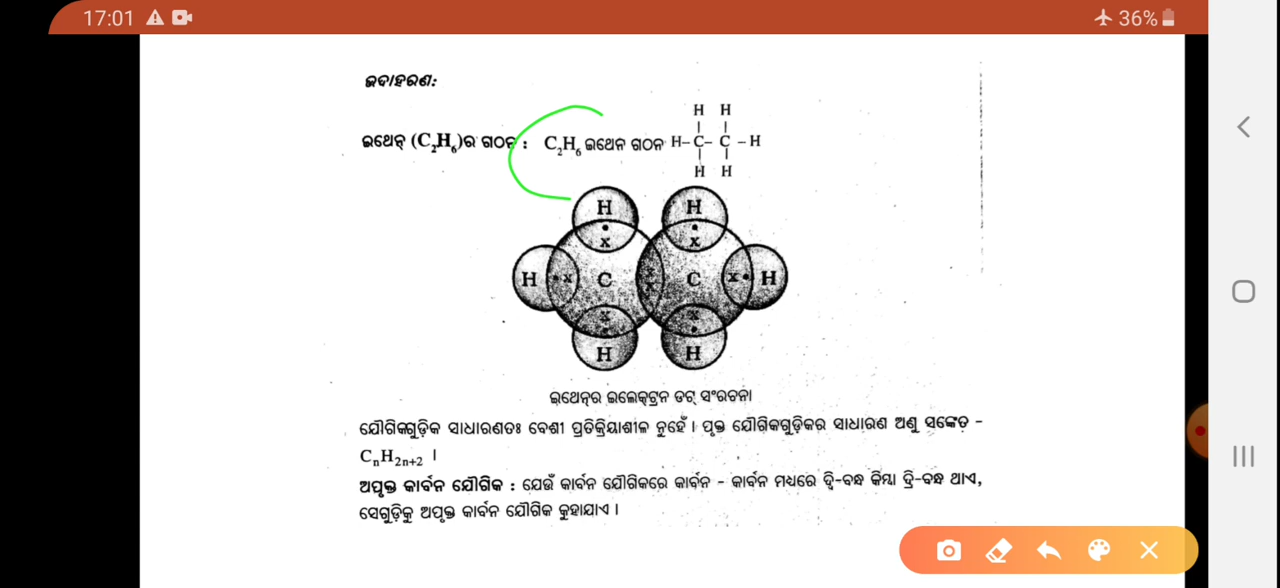 17:01
36%
ଉଦାହରଣ:
H H
ଇଥେନ୍ (C₂H₆)ର ଗଠନ : C₂H₆ ଇଥେନ ଗଠନ H–C–C–H
H H
H H
x x
H x C x x C x H
x x
H H
ଇଥେନ୍‌ର ଇଲେକ୍ଟ୍ରନ ଡଟ୍ ସଂରଚନା
ଯୌଗିକଗୁଡ଼ିକ ସାଧାରଣତଃ ବେଶୀ ପ୍ରତିକ୍ରିୟାଶୀଳ ନୁହେଁ । ପୃକ୍ତ ଯୌଗିକଗୁଡ଼ିକର ସାଧାରଣ ଅଣୁ ସଙ୍କେତ –
CₙH₂ₙ₊₂ ।
ଅପୃକ୍ତ କାର୍ବନ ଯୌଗିକ : ଯେଉଁ କାର୍ବନ ଯୌଗିକରେ କାର୍ବନ - କାର୍ବନ ମଧ୍ୟରେ ଦ୍ୱି-ବନ୍ଧ କିମ୍ବା ତ୍ରି-ବନ୍ଧ ଥାଏ,
ସେଗୁଡ଼ିକୁ ଅପୃକ୍ତ କାର୍ବନ ଯୌଗିକ କୁହାଯାଏ ।